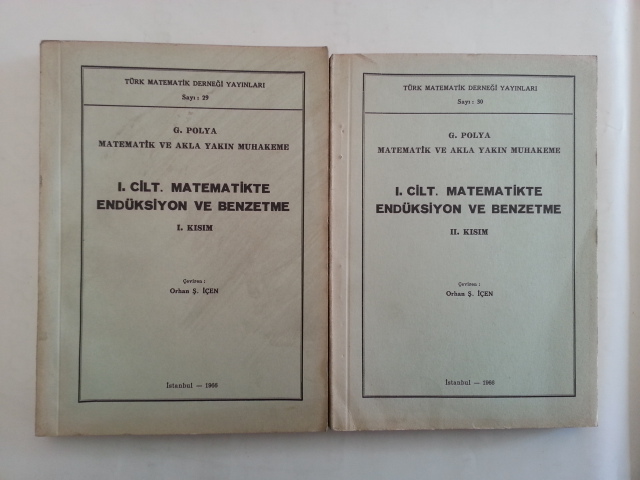 TÜRK MATEMATİK DERNEĞİ YAYINLARI
Sayı : 29
G. POLYA
MATEMATİK VE AKLA YAKIN MUHAKEME
I. CİLT. MATEMATİKTE
ENDÜKSİYON VE BENZETME
I. KISIM
Çeviren :
Orhan Ş. İÇEN
İstanbul — 1966
TÜRK MATEMATİK DERNEĞİ YAYINLARI
Sayı : 30
G. POLYA
MATEMATİK VE AKLA YAKIN MUHAKEME
I. CİLT. MATEMATİKTE
ENDÜKSİYON VE BENZETME
II. KISIM
Çeviren :
Orhan Ş. İÇEN
İstanbul — 1966